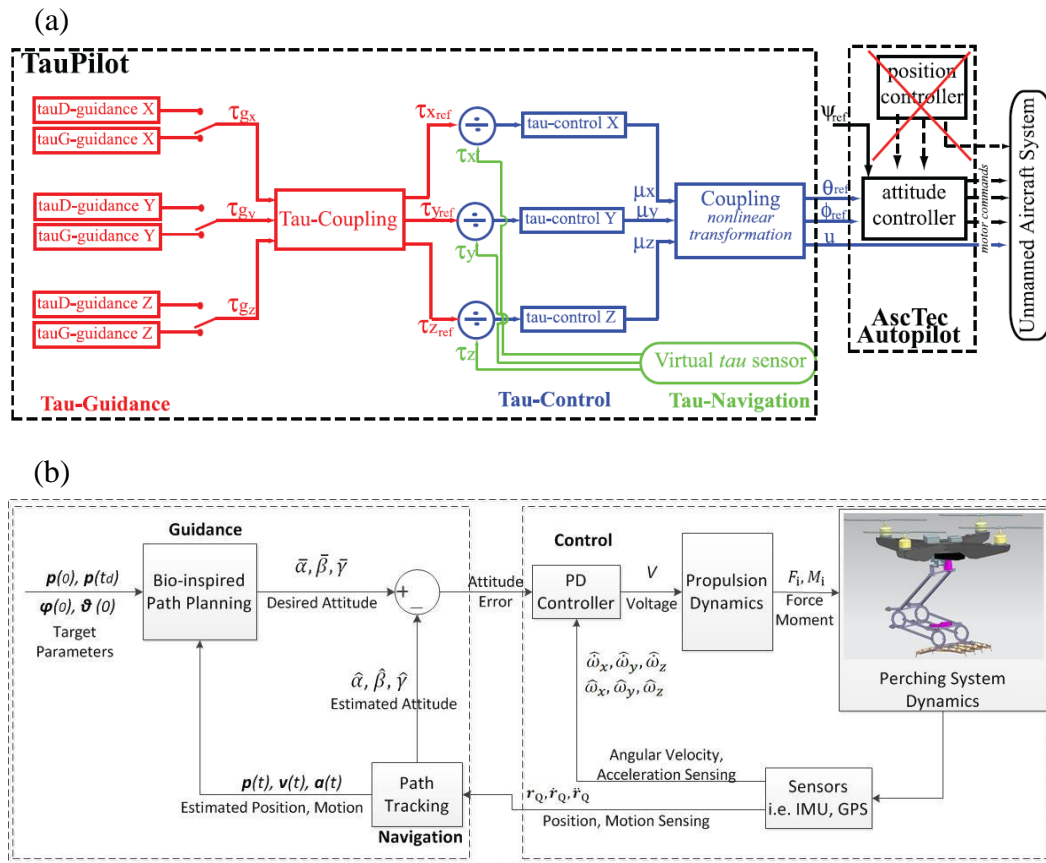 (a)
TauPilot
tauD-guidance X
tauG-guidance X
τgx
τxref
÷
tau-control X
τx
μx
tauD-guidance Y
tauG-guidance Y
τgy
Tau-Coupling
τyref
÷
tau-control Y
τy
μy
Coupling
nonlinear
transformation
μz
tauD-guidance Z
tauG-guidance Z
τgz
τzref
÷
tau-control Z
τz
Virtual tau sensor
Tau-Guidance
Tau-Control
Tau-Navigation
position
controller
ψref
θref
ϕref
u
attitude
controller
motor commands
AscTec
Autopilot
Unmanned Aircraft System
(b)
Guidance
p(0), p(td)
φ(0), ϑ(0)
Target
Parameters
Bio-inspired
Path Planning
ᾱ, β̄, γ̄
Desired Attitude
+
−
α̂, β̂, γ̂
Estimated Attitude
p(t), v(t), a(t)
Estimated Position, Motion
Path
Tracking
Navigation
Attitude
Error
Control
PD
Controller
V
Voltage
Propulsion
Dynamics
Fi, Mi
Force
Moment
Perching System
Dynamics
ω̇̂x, ω̇̂y, ω̇̂z
ω̂x, ω̂y, ω̂z
Angular Velocity,
Acceleration Sensing
rQ, ṙQ, r̈Q
Position, Motion Sensing
Sensors
i.e. IMU, GPS